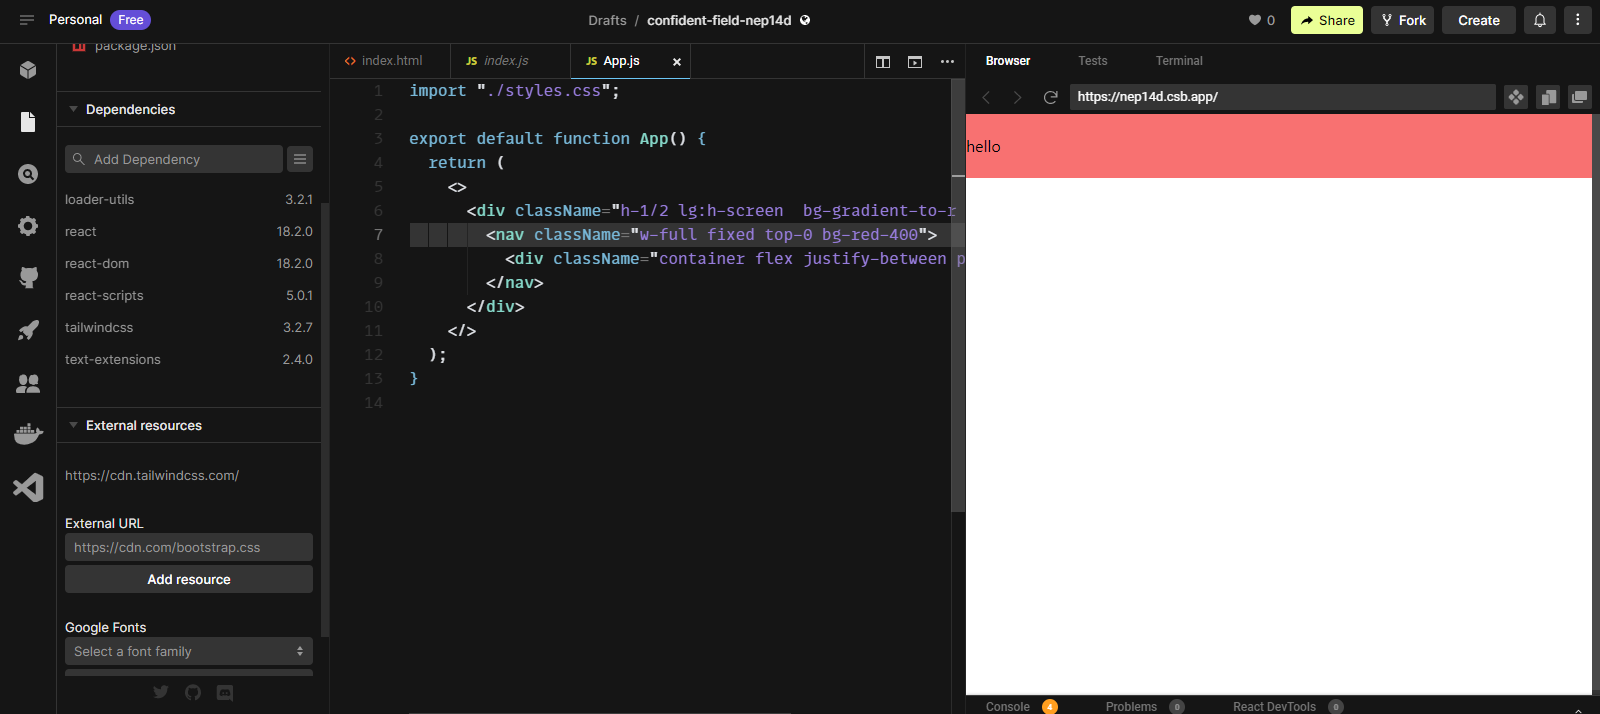 Personal Free
Drafts / confident-field-nep14d
0
Share
Fork
Create
package.json
Dependencies
Add Dependency
loader-utils 3.2.1
react 18.2.0
react-dom 18.2.0
react-scripts 5.0.1
tailwindcss 3.2.7
text-extensions 2.4.0
External resources
https://cdn.tailwindcss.com/
External URL
https://cdn.com/bootstrap.css
Add resource
Google Fonts
Select a font family
<> index.html
JS index.js
JS App.js ×
1 import "./styles.css";
2
3 export default function App() {
4 return (
5 <>
6 <div className="h-1/2 lg:h-screen  bg-gradient-to-r
7 <nav className="w-full fixed top-0 bg-red-400">
8 <div className="container flex justify-between p
9 </nav>
10 </div>
11 </>
12 );
13 }
14
Browser Tests Terminal
https://nep14d.csb.app/
hello
Console 4 Problems 0 React DevTools 0